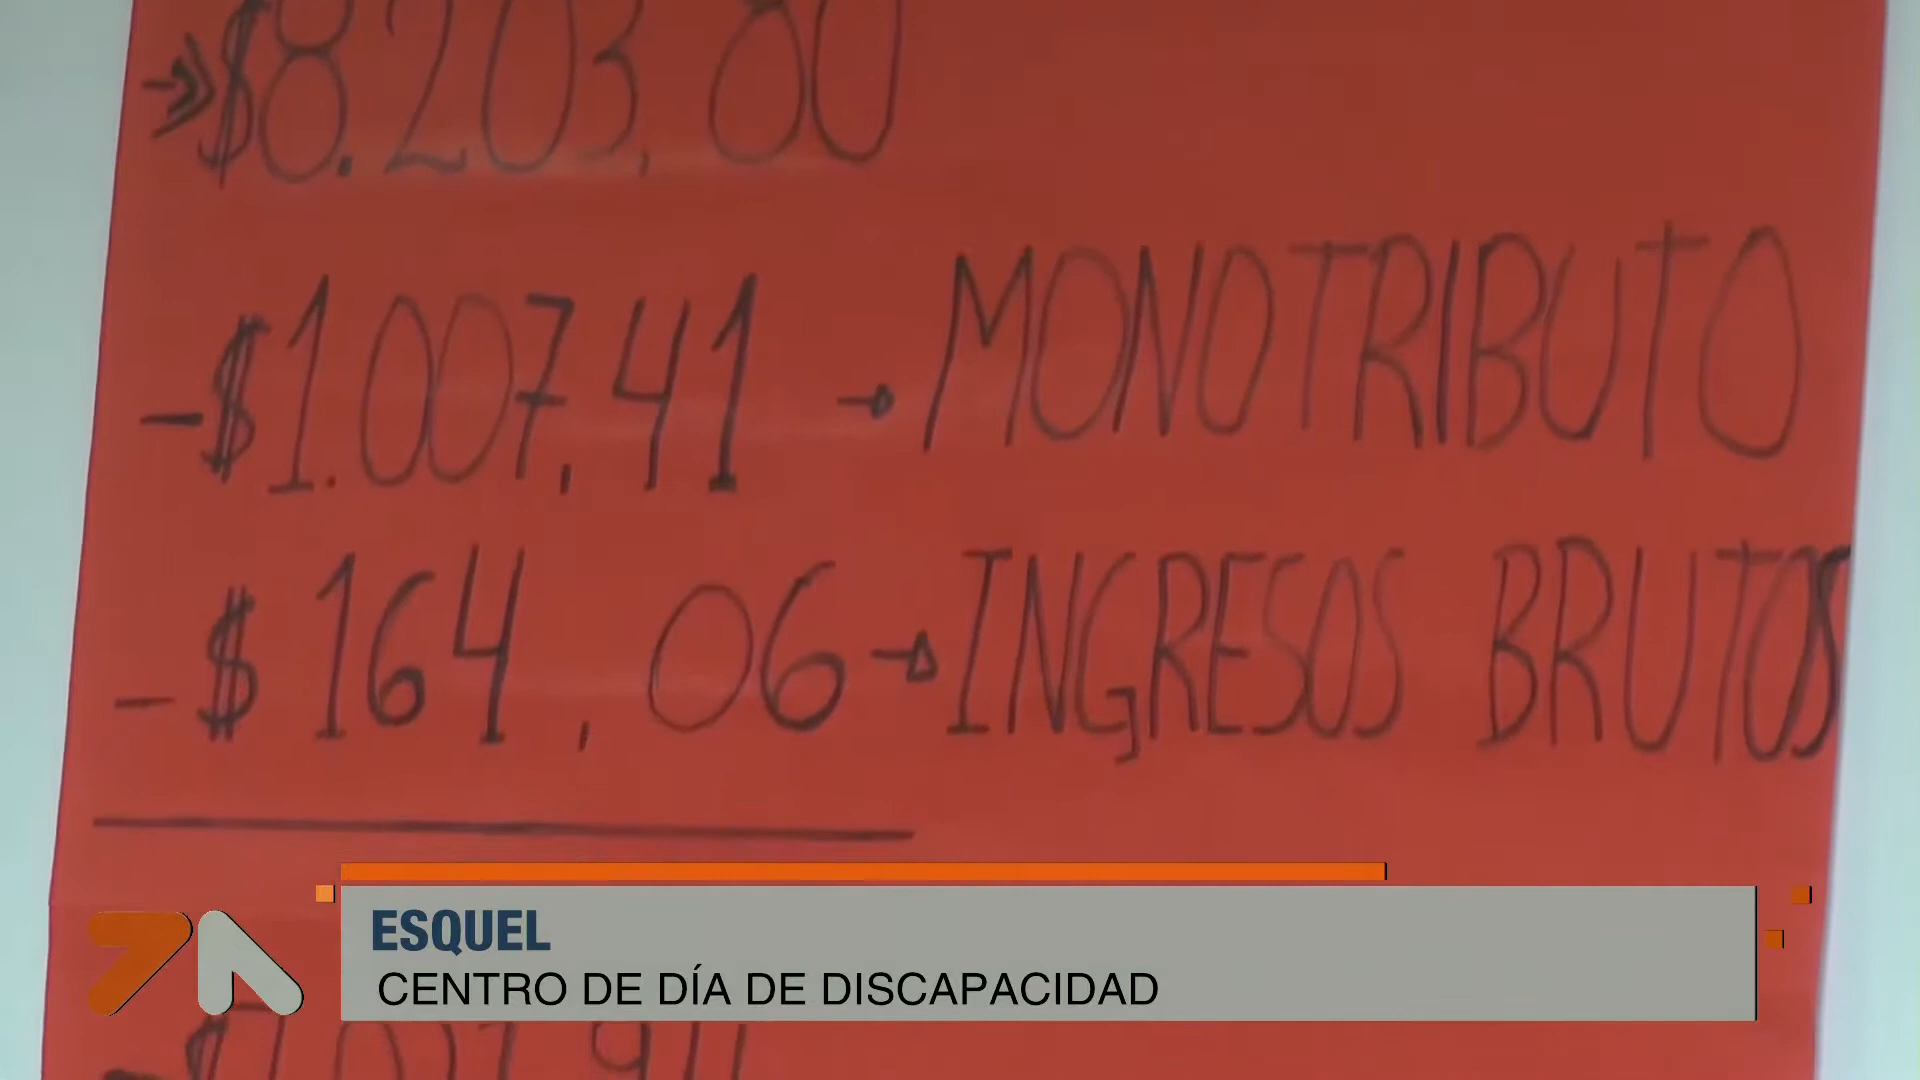 →$8.203,80
-$1.007,41 → MONOTRIBUTO
-$ 164,06 → INGRESOS BRUTOS
ESQUEL
CENTRO DE DÍA DE DISCAPACIDAD